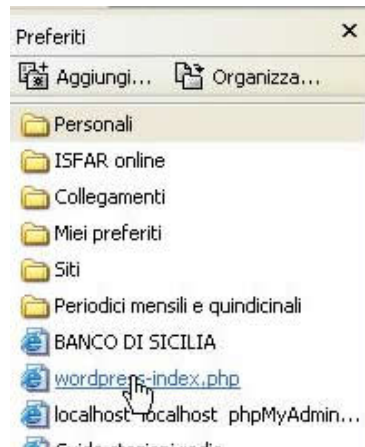 Preferiti
Aggiungi... Organizza...
Personali
ISFAR online
Collegamenti
Miei preferiti
Siti
Periodici mensili e quindicinali
BANCO DI SICILIA
wordpress-index.php
localhost localhost phpMyAdmin...